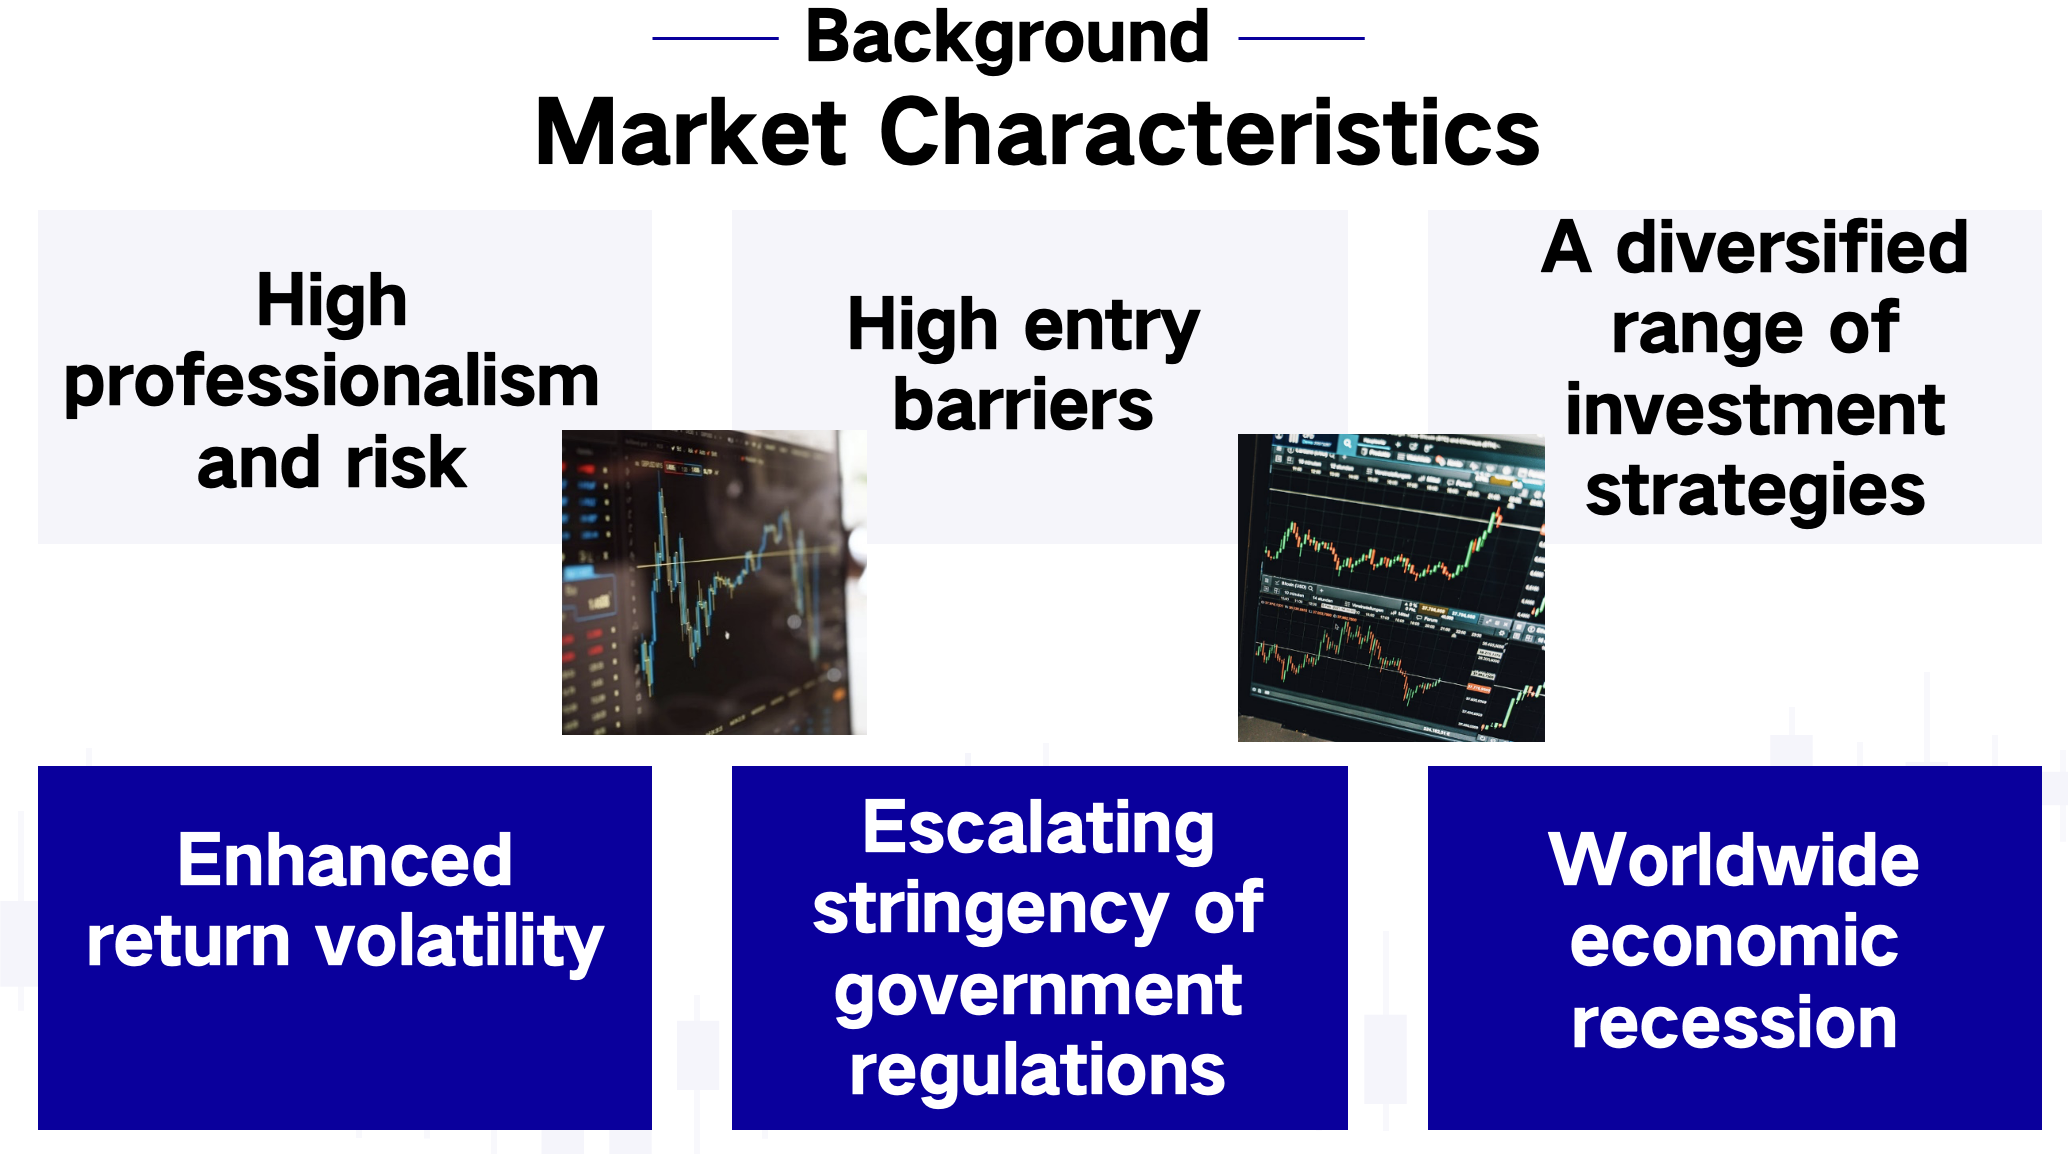 Background
Market Characteristics
High
professionalism
and risk
High entry
barriers
A diversified
range of
investment
strategies
Enhanced
return volatility
Escalating
stringency of
government
regulations
Worldwide
economic
recession